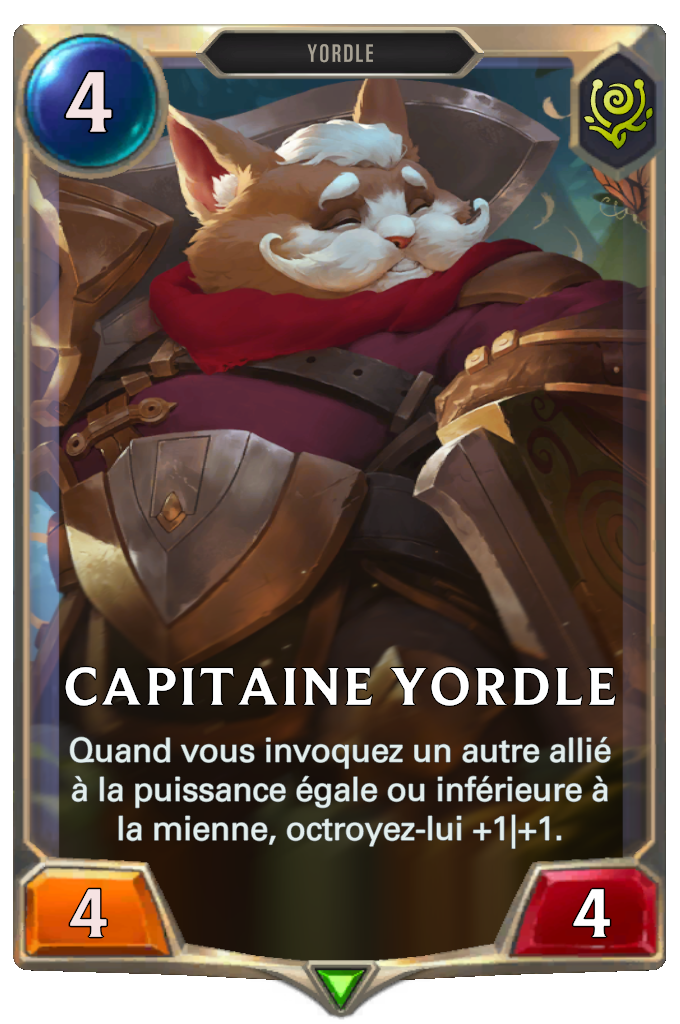 YORDLE
4
CAPITAINE YORDLE
Quand vous invoquez un autre allié
à la puissance égale ou inférieure à
la mienne, octroyez-lui +1|+1.
4
4